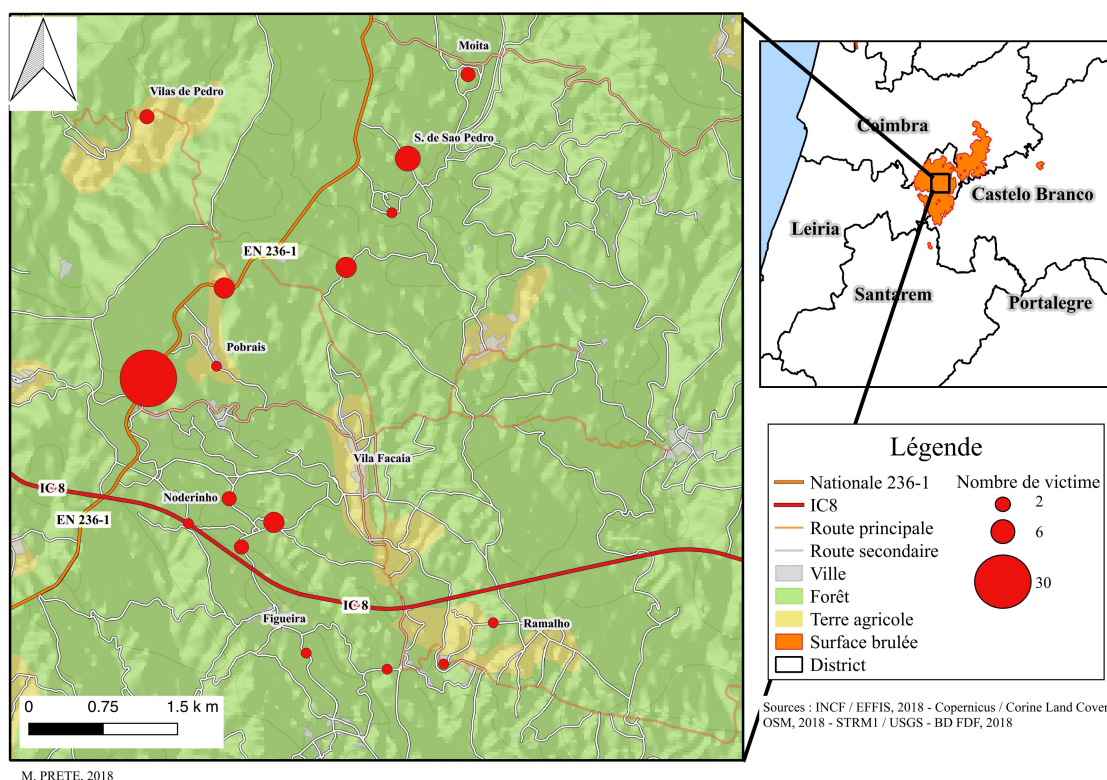 Moita
Vilas de Pedro
S. de Sao Pedro
EN 236-1
Pobrais
Vila Facaia
IC-8
Noderinho
EN 236-1
IC-8
Figueira
Ramalho
0 0.75 1.5 k m
M. PRETE, 2018
Coimbra
Castelo Branco
Leiria
Santarem
Portalegre
Légende
Nationale 236-1
IC8
Route principale
Route secondaire
Ville
Forêt
Terre agricole
Surface brulée
District
Nombre de victime
2
6
30
Sources : INCF / EFFIS, 2018 - Copernicus / Corine Land Cover
OSM, 2018 - STRM1 / USGS - BD FDF, 2018